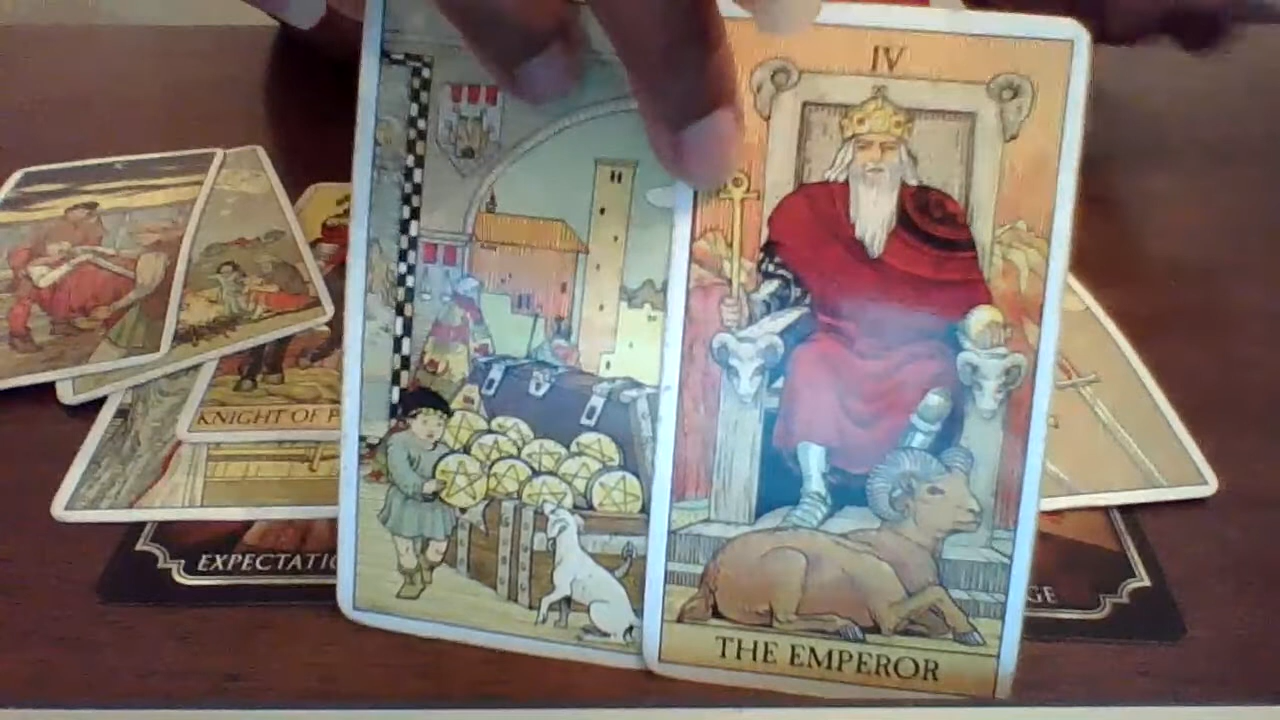 IV
KNIGHT OF P
EXPECTATIO
GE
THE EMPEROR